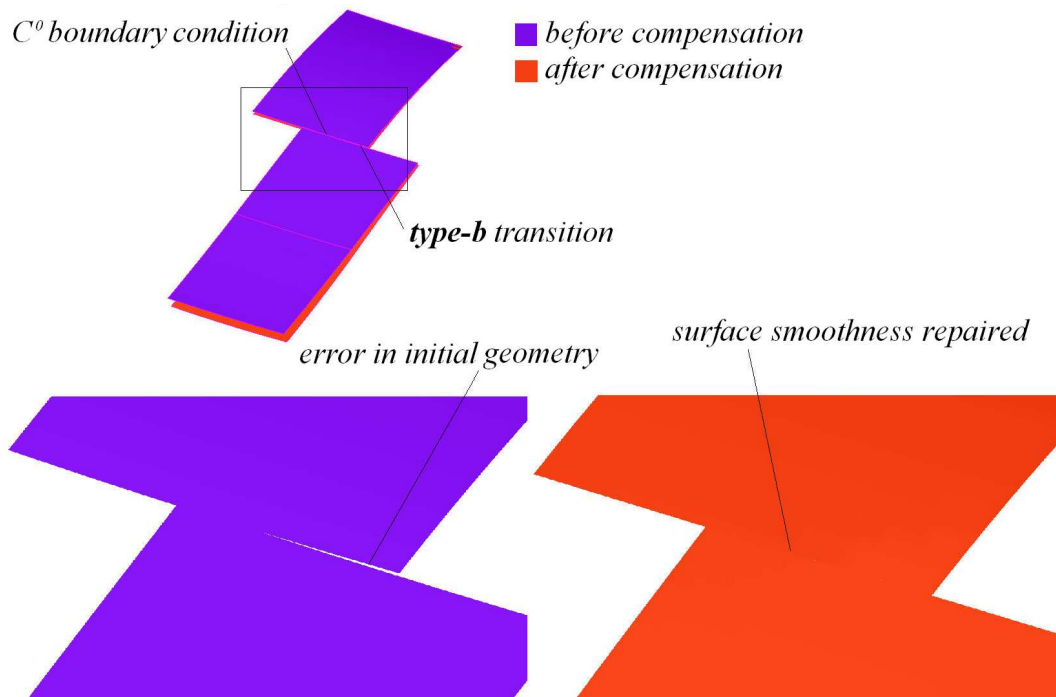 C⁰ boundary condition
before compensation
after compensation
type-b transition
error in initial geometry
surface smoothness repaired